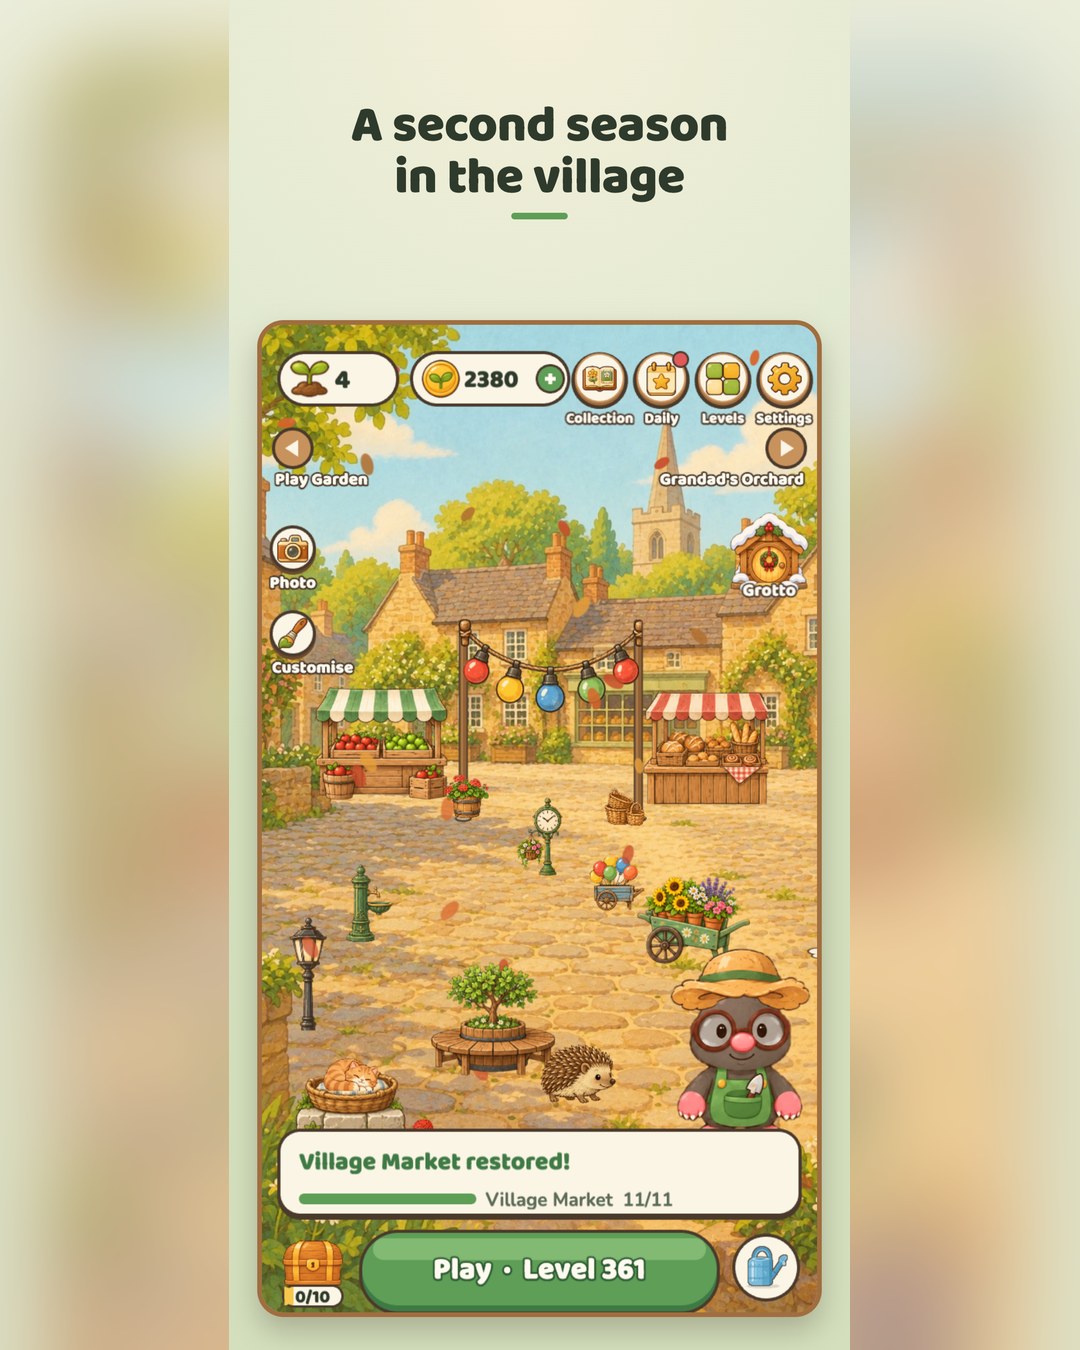 A second season
in the village
4
2380
Collection
Daily
Levels
Settings
Play Garden
Grandad's Orchard
Photo
Grotto
Customise
Village Market restored!
Village Market 11/11
Play • Level 361
0/10